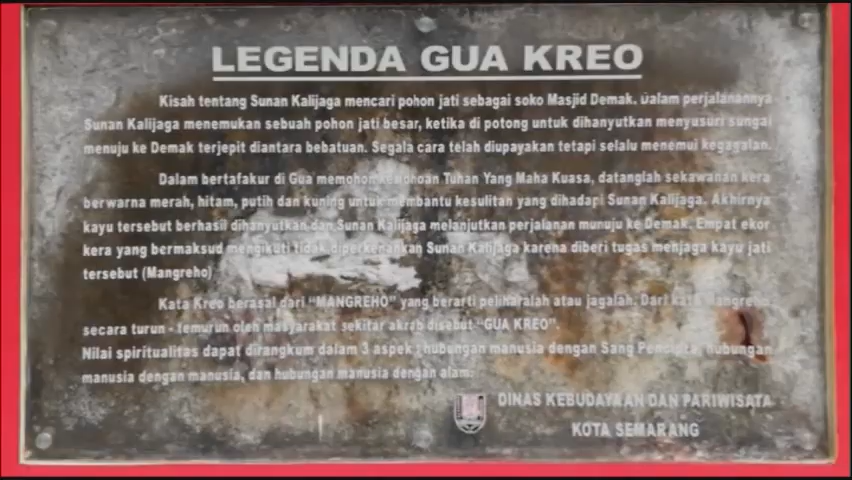 LEGENDA GUA KREO
Kisah tentang Sunan Kalijaga mencari pohon jati sebagai soko Masjid Demak. Dalam perjalanannya
Sunan Kalijaga menemukan sebuah pohon jati besar, ketika di potong untuk dihanyutkan menyusuri sungai
menuju ke Demak terjepit diantara bebatuan. Segala cara telah diupayakan tetapi selalu menemui kegagalan.
Dalam bertafakur di Gua memohon Tuhan Yang Maha Kuasa, datanglah sekawanan kera
berwarna merah, hitam, putih dan kuning untuk membantu kesulitan yang dihadapi Sunan Kalijaga. Akhirnya
kayu tersebut berhasil dihanyutkan dan Sunan Kalijaga melanjutkan perjalanan munuju ke Demak. Empat ekor
kera yang bermaksud mengikuti tidak diperkenankan Sunan Kalijaga karena diberi tugas menjaga kayu jati
tersebut (Mangreho)
Kata Kreo berasal dari "MANGREHO" yang berarti peliharalah atau jagalah. Dari kata Mangreho
secara turun - temurun oleh masyarakat sekitar akrab disebut "GUA KREO".
Nilai spiritualitas dapat dirangkum dalam 3 aspek : hubungan manusia dengan Sang Pencipta, hubungan
manusia dengan manusia, dan hubungan manusia dengan alam.
DINAS KEBUDAYAAN DAN PARIWISATA
KOTA SEMARANG